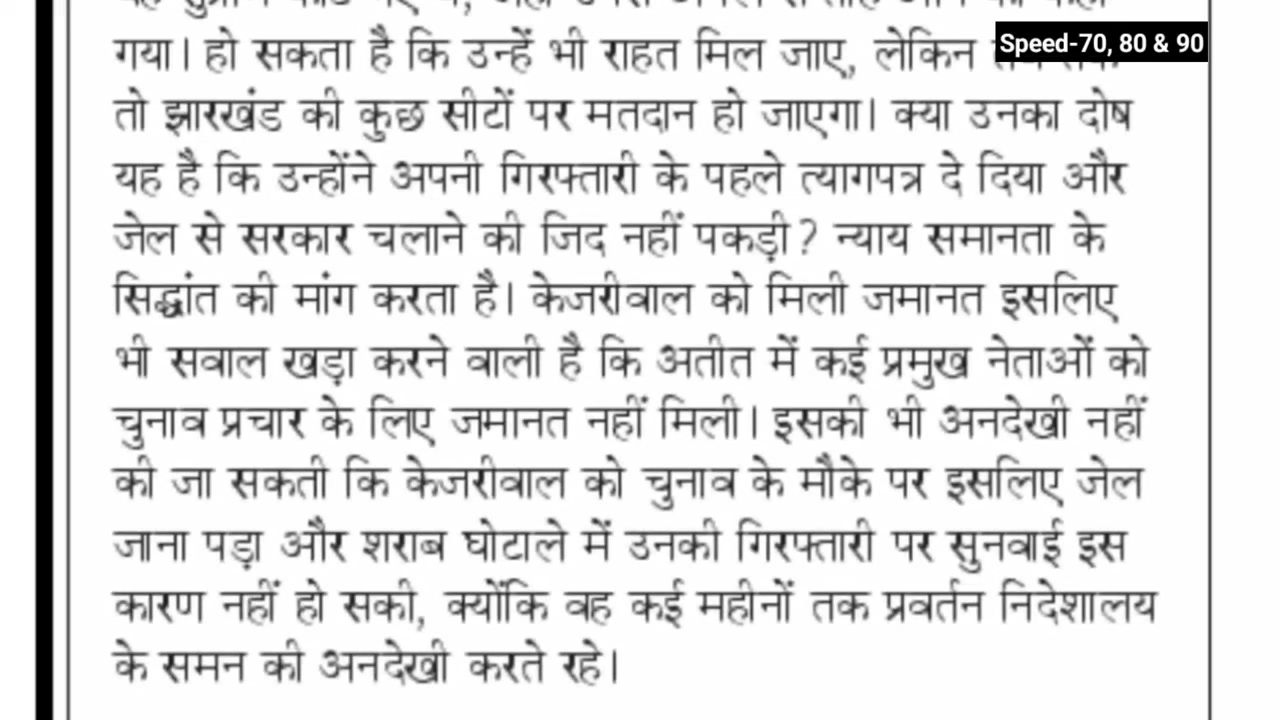 गया। हो सकता है कि उन्हें भी राहत मिल जाए, लेकिन
Speed-70, 80 & 90
तो झारखंड की कुछ सीटों पर मतदान हो जाएगा। क्या उनका दोष
यह है कि उन्होंने अपनी गिरफ्तारी के पहले त्यागपत्र दे दिया और
जेल से सरकार चलाने की जिद नहीं पकड़ी? न्याय समानता के
सिद्धांत की मांग करता है। केजरीवाल को मिली जमानत इसलिए
भी सवाल खड़ा करने वाली है कि अतीत में कई प्रमुख नेताओं को
चुनाव प्रचार के लिए जमानत नहीं मिली। इसकी भी अनदेखी नहीं
की जा सकती कि केजरीवाल को चुनाव के मौके पर इसलिए जेल
जाना पड़ा और शराब घोटाले में उनकी गिरफ्तारी पर सुनवाई इस
कारण नहीं हो सकी, क्योंकि वह कई महीनों तक प्रवर्तन निदेशालय
के समन की अनदेखी करते रहे।